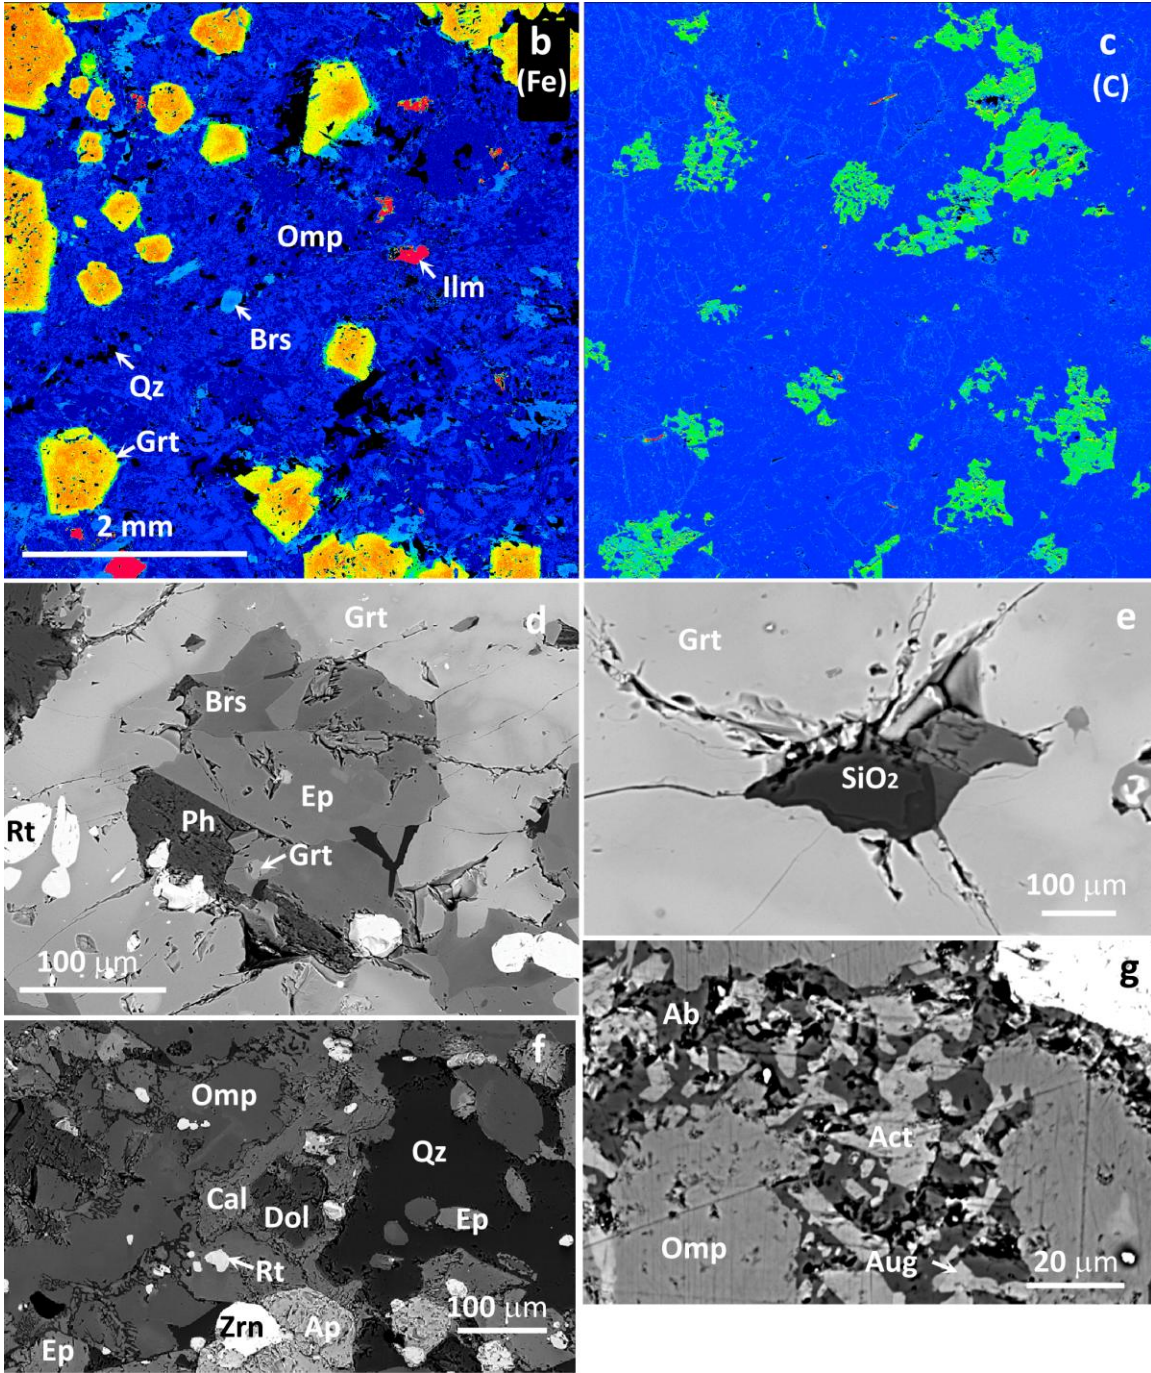 b
(Fe)
Omp
Ilm
Brs
Qz
Grt
2 mm
c
(C)
d
Grt
Brs
Ep
Ph
Rt
Grt
100 μm
e
Grt
SiO₂
100 μm
f
Omp
Qz
Cal
Dol
Ep
Rt
100 μm
Zrn
Ap
Ep
g
Ab
Act
Omp
Aug
20 μm